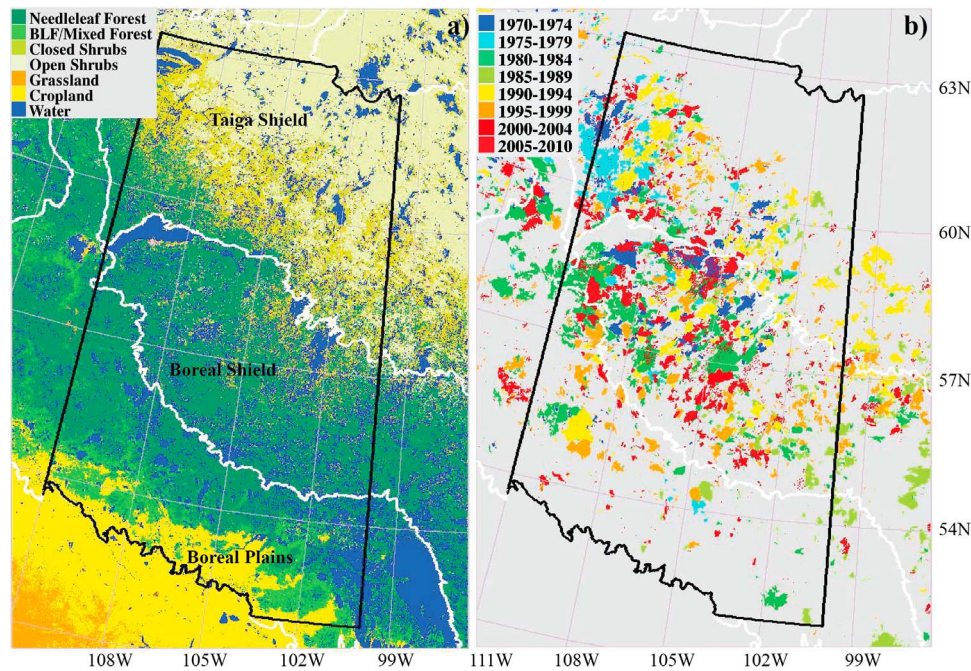 Needleleaf Forest
BLF/Mixed Forest
Closed Shrubs
Open Shrubs
Grassland
Cropland
Water
a)
Taiga Shield
Boreal Shield
Boreal Plains
108W 105W 102W 99W
1970-1974
1975-1979
1980-1984
1985-1989
1990-1994
1995-1999
2000-2004
2005-2010
b)
63N
60N
57N
54N
111W 108W 105W 102W 99W